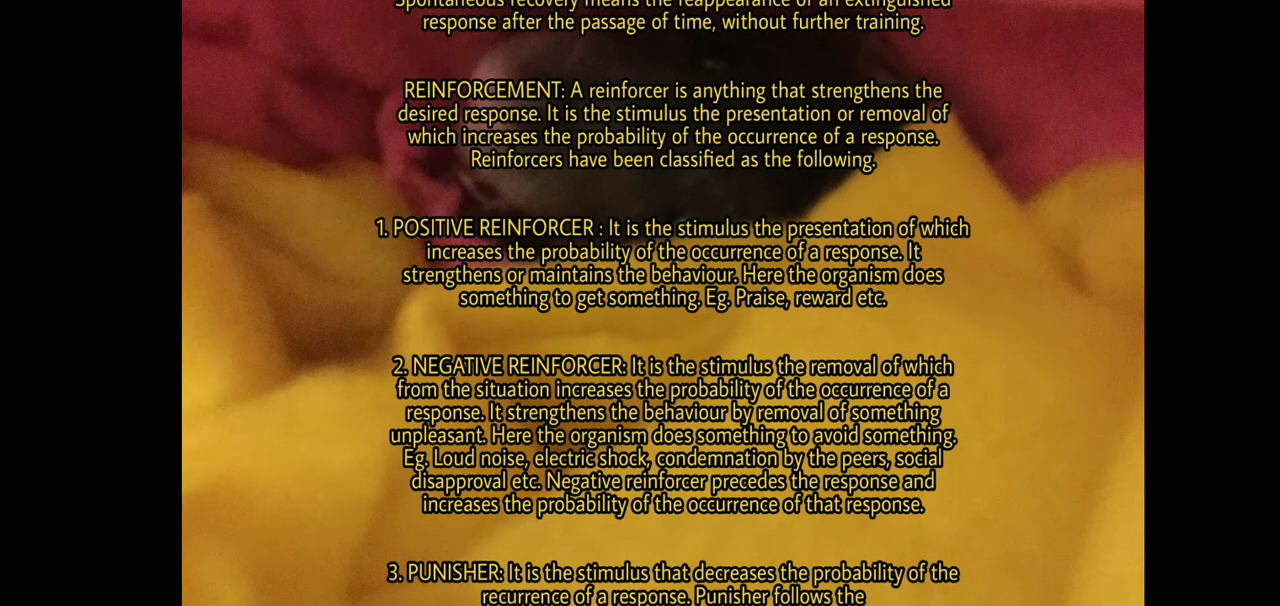 Spontaneous recovery means the reappearance of an extinguished
response after the passage of time, without further training.
REINFORCEMENT: A reinforcer is anything that strengthens the
desired response. It is the stimulus the presentation or removal of
which increases the probability of the occurrence of a response.
Reinforcers have been classified as the following.
1. POSITIVE REINFORCER : It is the stimulus the presentation of which
increases the probability of the occurrence of a response. It
strengthens or maintains the behaviour. Here the organism does
something to get something. Eg. Praise, reward etc.
2. NEGATIVE REINFORCER: It is the stimulus the removal of which
from the situation increases the probability of the occurrence of a
response. It strengthens the behaviour by removal of something
unpleasant. Here the organism does something to avoid something.
Eg. Loud noise, electric shock, condemnation by the peers, social
disapproval etc. Negative reinforcer precedes the response and
increases the probability of the occurrence of that response.
3. PUNISHER: It is the stimulus that decreases the probability of the
recurrence of a response. Punisher follows the